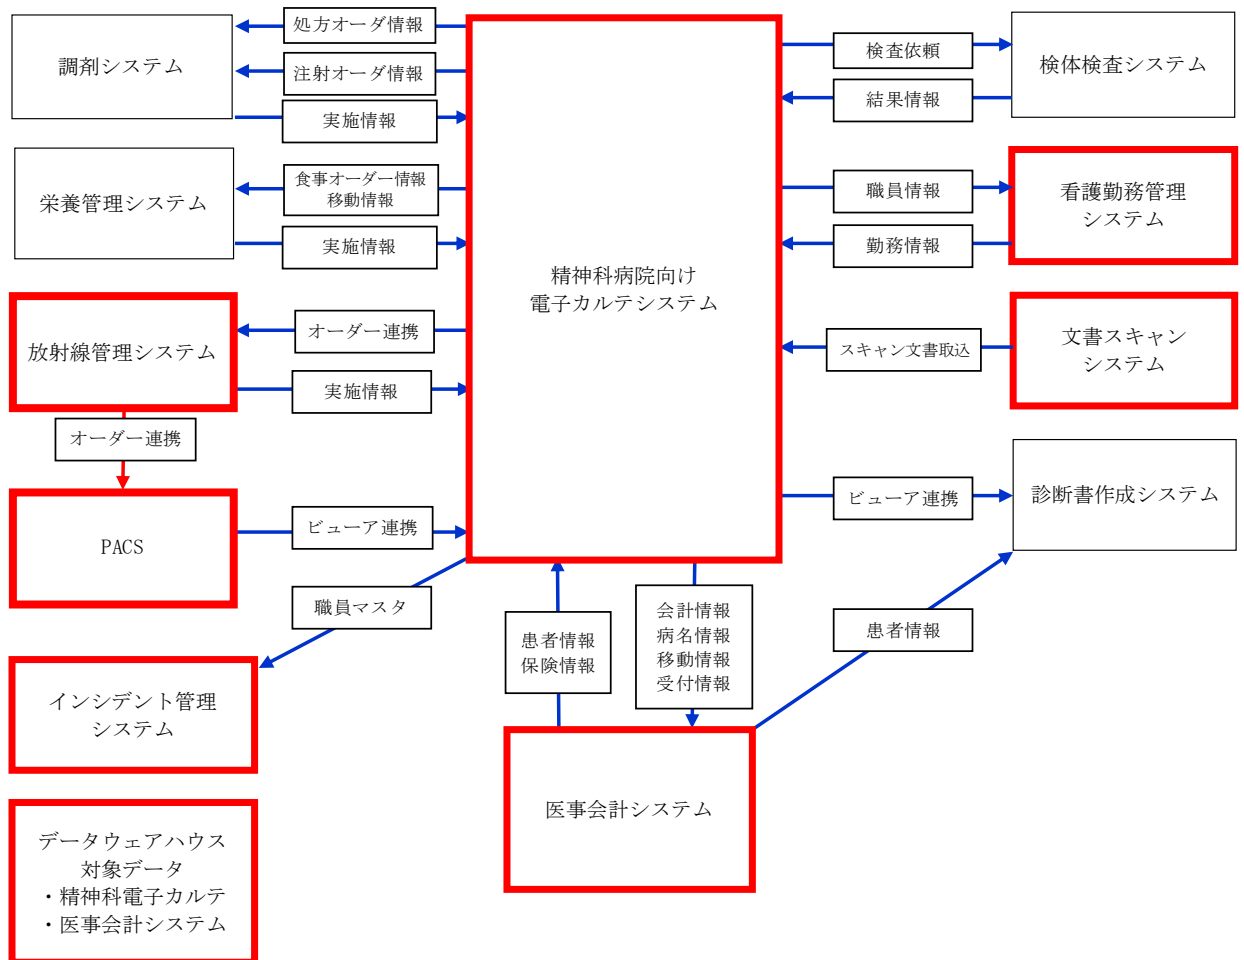 処方オーダ情報
調剤システム
注射オーダ情報
実施情報
検査依頼
検体検査システム
結果情報
食事オーダー情報
移動情報
栄養管理システム
実施情報
職員情報
看護勤務管理
システム
勤務情報
精神科病院向け
電子カルテシステム
オーダー連携
放射線管理システム
実施情報
スキャン文書取込
文書スキャン
システム
オーダー連携
PACS
ビューア連携
ビューア連携
診断書作成システム
職員マスタ
患者情報
保険情報
会計情報
病名情報
移動情報
受付情報
患者情報
インシデント管理
システム
医事会計システム
データウェアハウス
対象データ
・精神科電子カルテ
・医事会計システム